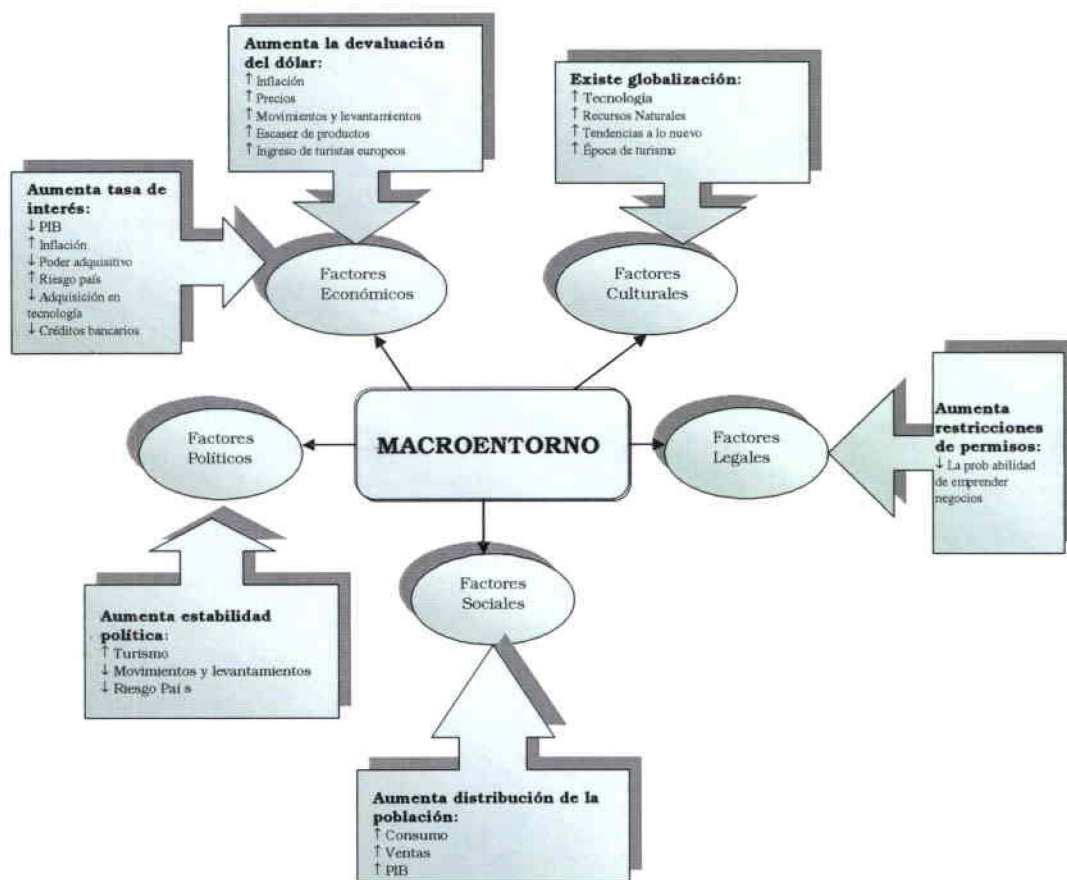 Aumenta la devaluación
del dólar:
↑ Inflación
↑ Precios
↑ Movimientos y levantamientos
↑ Escasez de productos
↑ Ingreso de turistas europeos
Existe globalización:
↑ Tecnología
↑ Recursos Naturales
↑ Tendencias a lo nuevo
↑ Época de turismo
Aumenta tasa de
interés:
↓ PIB
↑ Inflación
↓ Poder adquisitivo
↑ Riesgo país
↓ Adquisición en
tecnología
↓ Créditos bancarios
Factores
Económicos
Factores
Culturales
Factores
Políticos
MACROENTORNO
Factores
Legales
Aumenta
restricciones
de permisos:
↓ La prob abilidad
de emprender
negocios
Factores
Sociales
Aumenta estabilidad
política:
↑ Turismo
↓ Movimientos y levantamientos
↓ Riesgo Paí s
Aumenta distribución de la
población:
↑ Consumo
↑ Ventas
↑ PIB